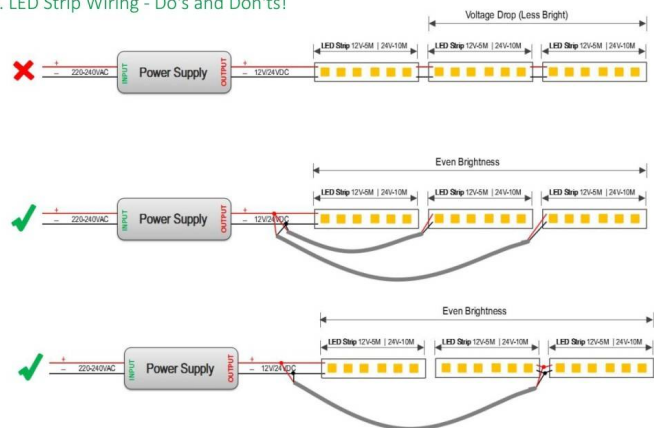 . LED Strip Wiring - Do's and Don'ts!
Voltage Drop (Less Bright)
LED Strip 12V-5M | 24V-10M LED Strip 12V-5M | 24V-10M LED Strip 12V-5M | 24V-10M
+ INPUT Power Supply OUTPUT +
– 220-240VAC – 12V/24VDC
Even Brightness
LED Strip 12V-5M | 24V-10M LED Strip 12V-5M | 24V-10M LED Strip 12V-5M | 24V-10M
+ INPUT Power Supply OUTPUT +
– 220-240VAC – 12V/24VDC
Even Brightness
LED Strip 12V-5M | 24V-10M LED Strip 12V-5M | 24V-10M LED Strip 12V-5M | 24V-10M
+ INPUT Power Supply OUTPUT +
– 220-240VAC – 12V/24VDC